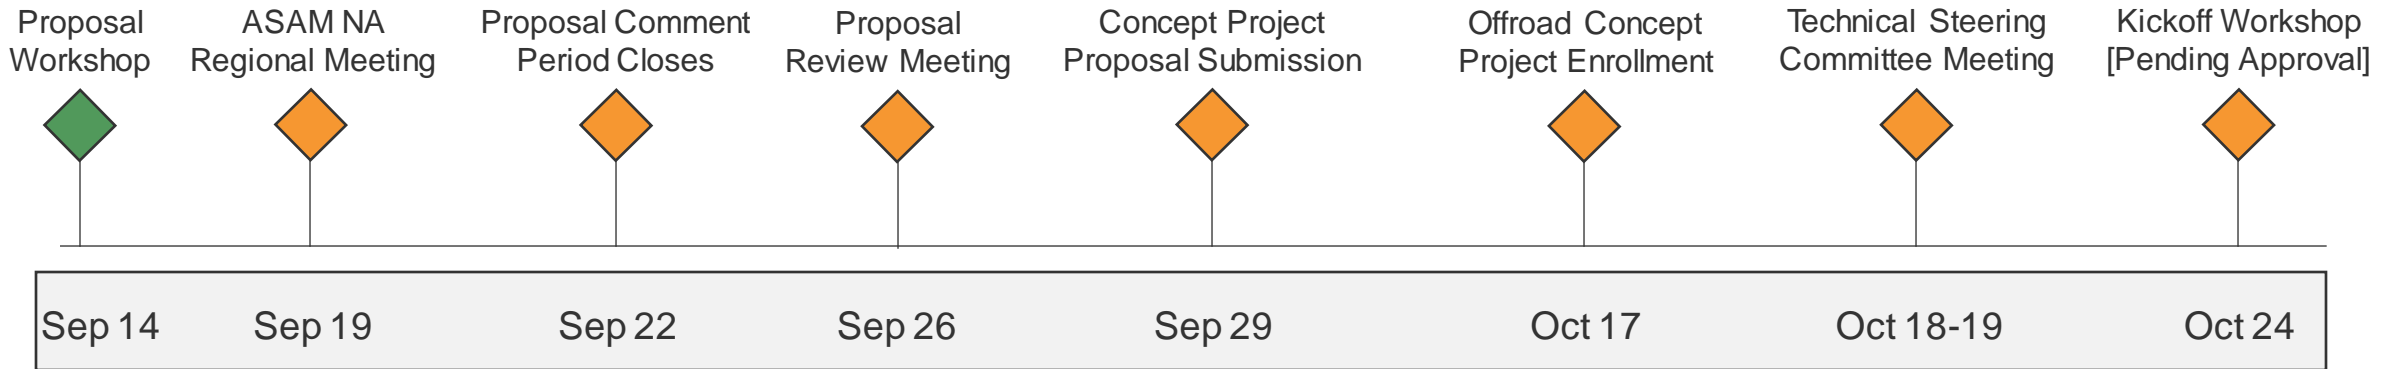 Proposal
Workshop
ASAM NA
Regional Meeting
Proposal Comment
Period Closes
Proposal
Review Meeting
Concept Project
Proposal Submission
Offroad Concept
Project Enrollment
Technical Steering
Committee Meeting
Kickoff Workshop
[Pending Approval]
Sep 14
Sep 19
Sep 22
Sep 26
Sep 29
Oct 17
Oct 18-19
Oct 24